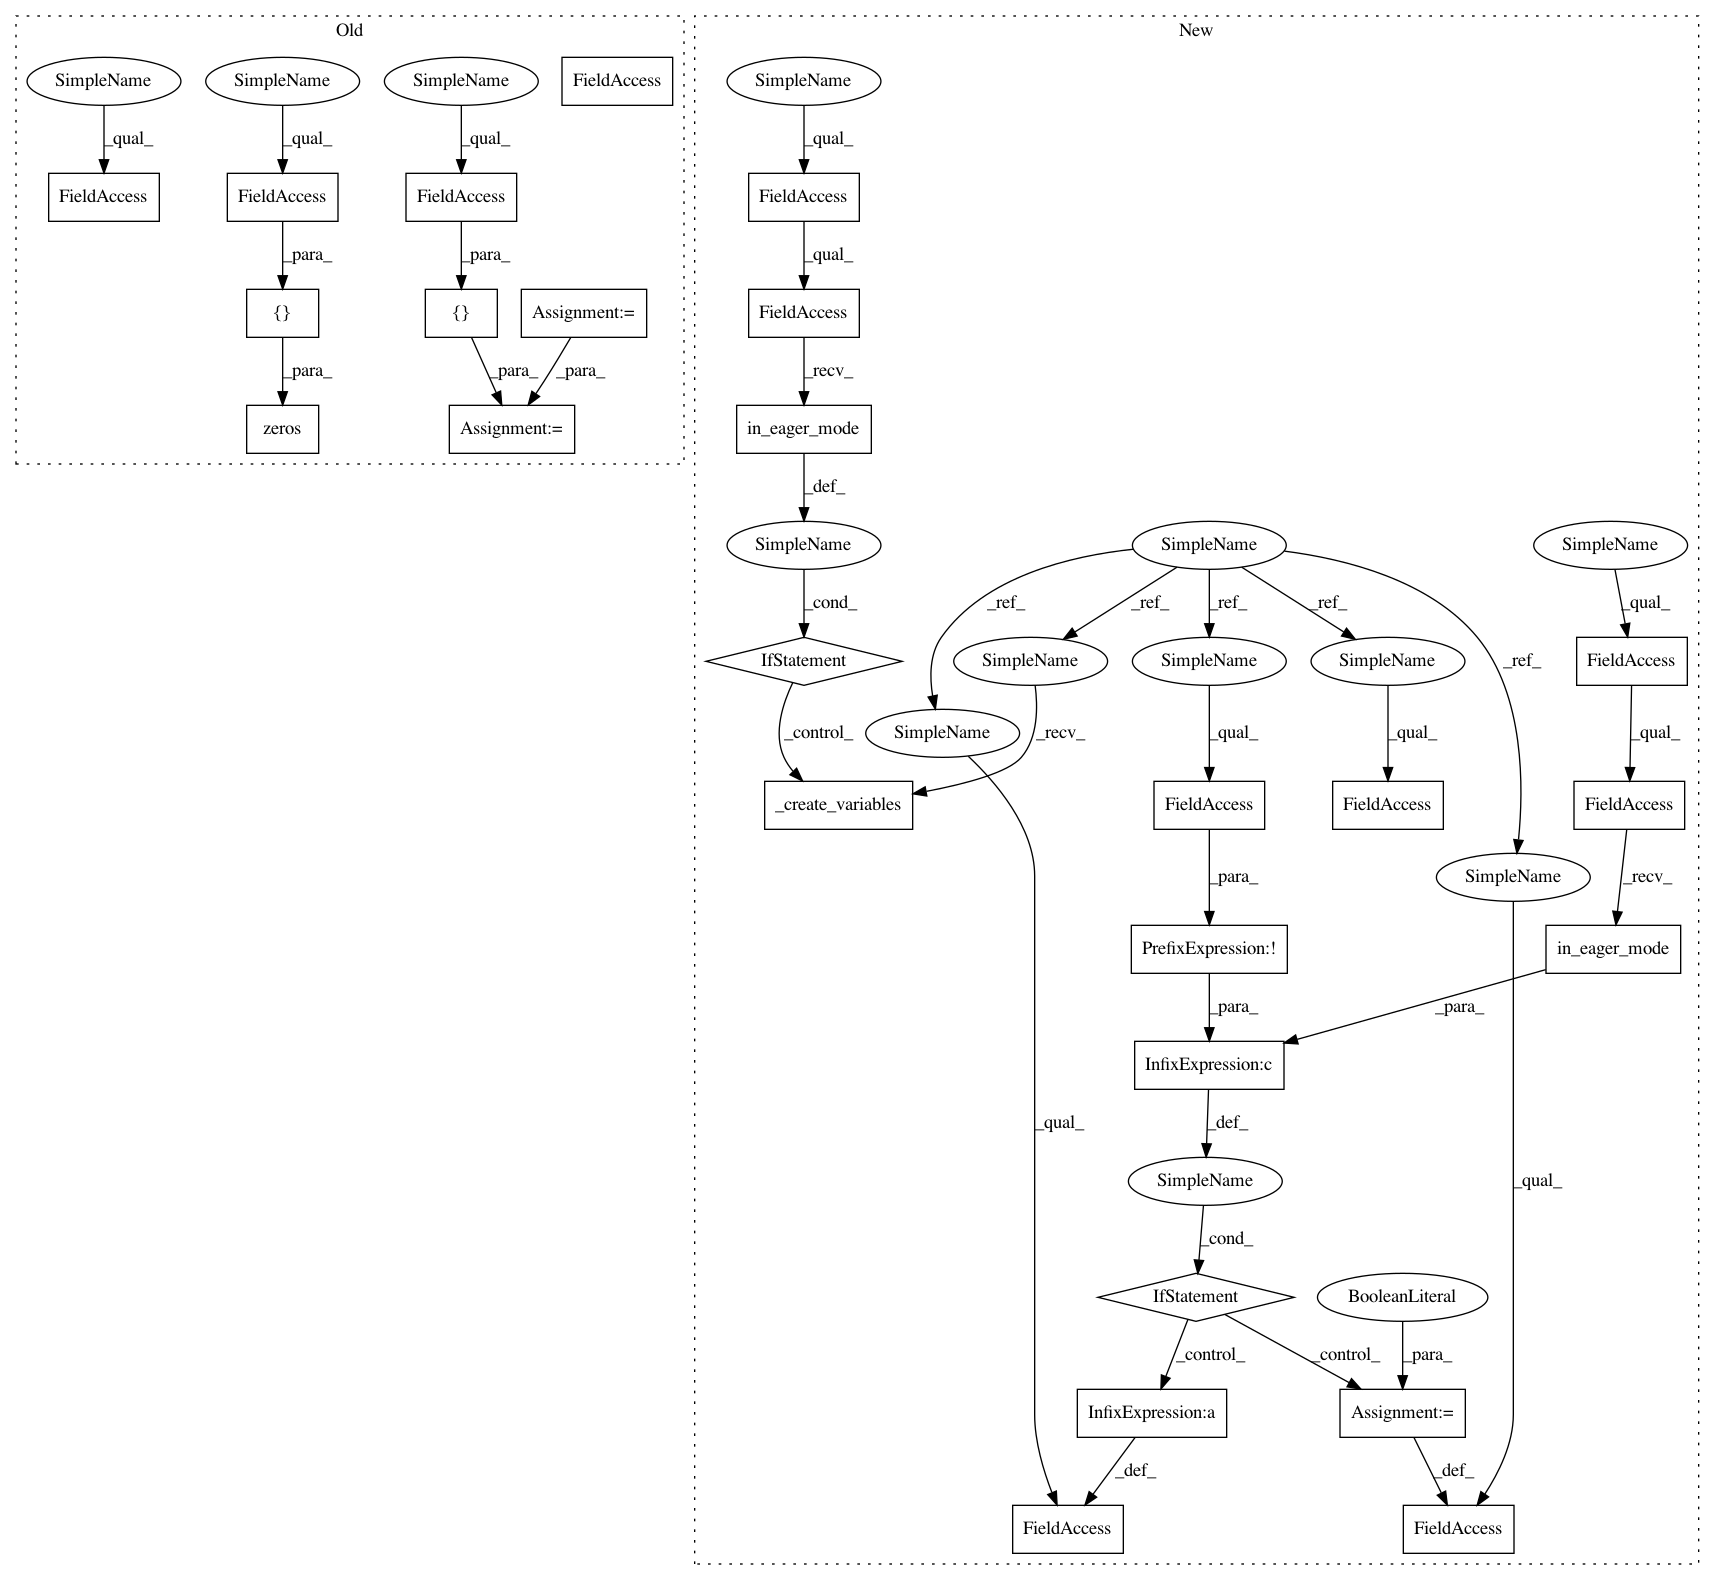 Old
New
SimpleName
SimpleName
SimpleName
FieldAccess
SimpleName
_qual_
_qual_
_qual_
_qual_
FieldAccess
FieldAccess
FieldAccess
FieldAccess
_para_
_para_
_qual_
{}
{}
Assignment:=
FieldAccess
_para_
_para_
_para_
_recv_
zeros
Assignment:=
in_eager_mode
_def_
SimpleName
SimpleName
SimpleName
_cond_
_ref_
_ref_
_ref_
_ref_
_qual_
IfStatement
SimpleName
SimpleName
SimpleName
_ref_
FieldAccess
_control_
SimpleName
_recv_
_qual_
_qual_
_qual_
_create_variables
FieldAccess
FieldAccess
FieldAccess
_para_
SimpleName
_recv_
PrefixExpression:!
in_eager_mode
_para_
_para_
InfixExpression:c
_qual_
_def_
SimpleName
_qual_
_cond_
IfStatement
BooleanLiteral
_control_
_control_
_para_
InfixExpression:a
Assignment:=
_def_
_def_
FieldAccess
FieldAccess